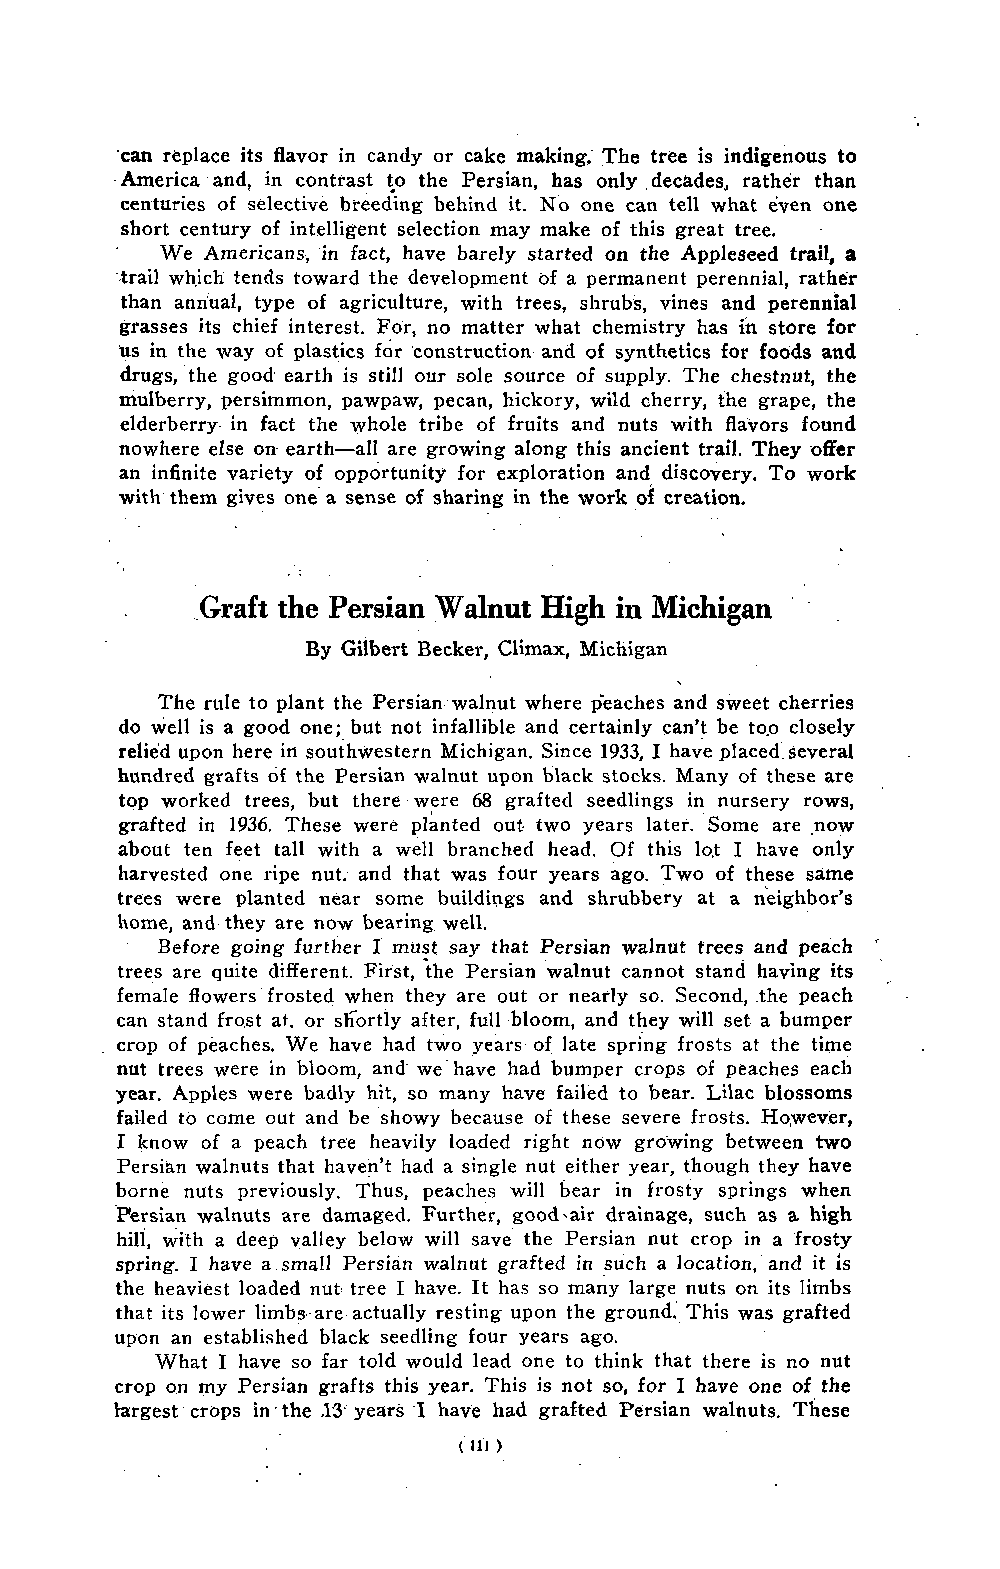 can replace its flavor in candy or cake making. The tree is indigenous to
America and, in contrast to the Persian, has only decades, rather than
centuries of selective breeding behind it. No one can tell what even one
short century of intelligent selection may make of this great tree.
We Americans, in fact, have barely started on the Appleseed trail, a
trail which tends toward the development of a permanent perennial, rather
than annual, type of agriculture, with trees, shrubs, vines and perennial
grasses its chief interest. For, no matter what chemistry has in store for
us in the way of plastics for construction and of synthetics for foods and
drugs, the good earth is still our sole source of supply. The chestnut, the
mulberry, persimmon, pawpaw, pecan, hickory, wild cherry, the grape, the
elderberry in fact the whole tribe of fruits and nuts with flavors found
nowhere else on earth—all are growing along this ancient trail. They offer
an infinite variety of opportunity for exploration and discovery. To work
with them gives one a sense of sharing in the work of creation.
Graft the Persian Walnut High in Michigan
By Gilbert Becker, Climax, Michigan
The rule to plant the Persian walnut where peaches and sweet cherries
do well is a good one; but not infallible and certainly can't be too closely
relied upon here in southwestern Michigan. Since 1933, I have placed several
hundred grafts of the Persian walnut upon black stocks. Many of these are
top worked trees, but there were 68 grafted seedlings in nursery rows,
grafted in 1936. These were planted out two years later. Some are now
about ten feet tall with a well branched head. Of this lot I have only
harvested one ripe nut. and that was four years ago. Two of these same
trees were planted near some buildings and shrubbery at a neighbor's
home, and they are now bearing well.
Before going further I must say that Persian walnut trees and peach
trees are quite different. First, the Persian walnut cannot stand having its
female flowers frosted when they are out or nearly so. Second, the peach
can stand frost at. or shortly after, full bloom, and they will set a bumper
crop of peaches. We have had two years of late spring frosts at the time
nut trees were in bloom, and we have had bumper crops of peaches each
year. Apples were badly hit, so many have failed to bear. Lilac blossoms
failed to come out and be showy because of these severe frosts. However,
I know of a peach tree heavily loaded right now growing between two
Persian walnuts that haven't had a single nut either year, though they have
borne nuts previously. Thus, peaches will bear in frosty springs when
Persian walnuts are damaged. Further, good air drainage, such as a high
hill, with a deep valley below will save the Persian nut crop in a frosty
spring. I have a small Persian walnut grafted in such a location, and it is
the heaviest loaded nut tree I have. It has so many large nuts on its limbs
that its lower limbs are actually resting upon the ground. This was grafted
upon an established black seedling four years ago.
What I have so far told would lead one to think that there is no nut
crop on my Persian grafts this year. This is not so, for I have one of the
largest crops in the 13 years I have had grafted Persian walnuts. These
(111)